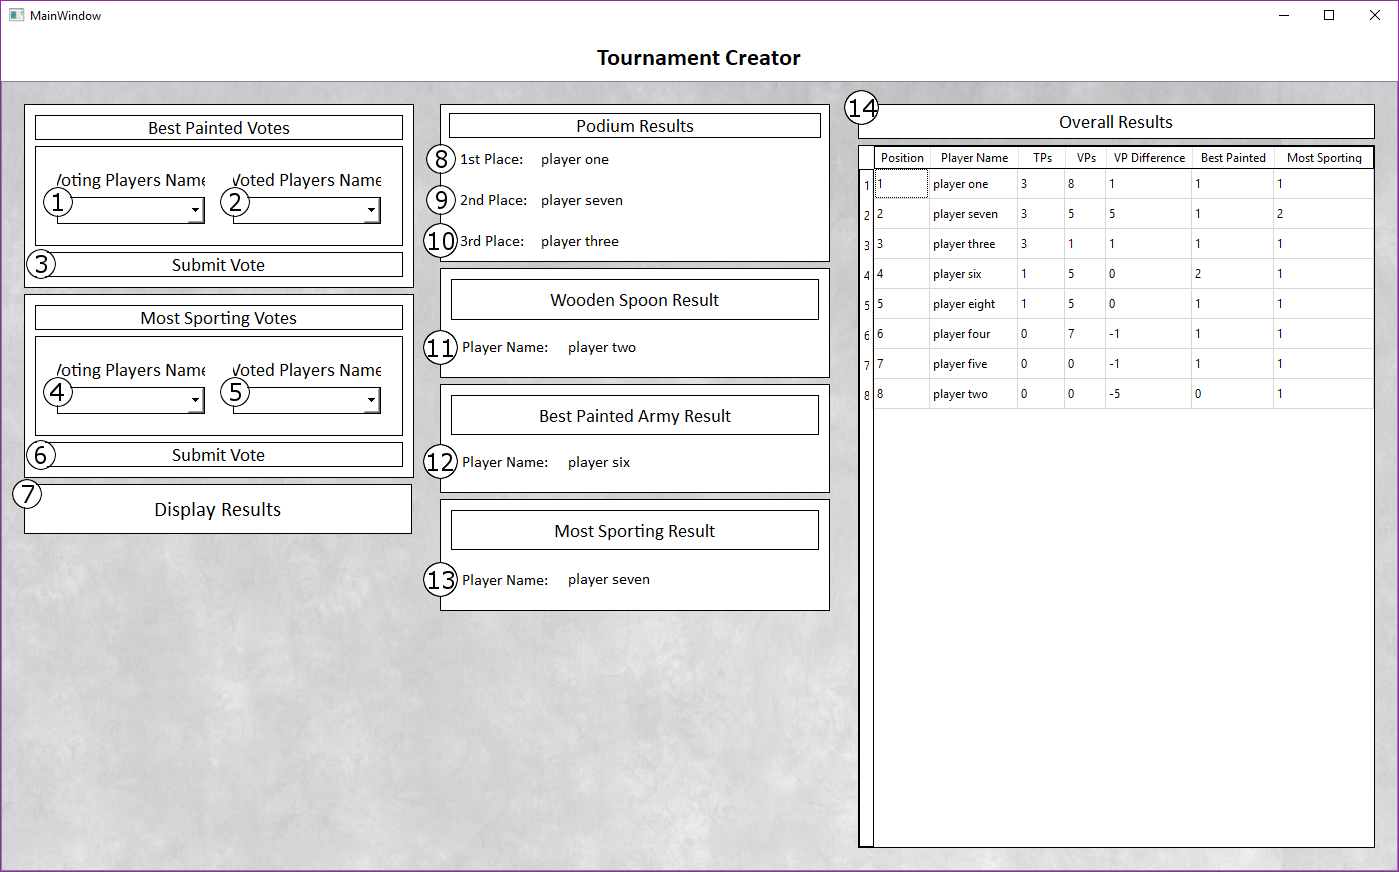 MainWindow
Tournament Creator
Best Painted Votes
Voting Players Name Voted Players Name
1 2
3 Submit Vote
Most Sporting Votes
Voting Players Name Voted Players Name
4 5
6 Submit Vote
7
Display Results
Podium Results
8 1st Place: player one
9 2nd Place: player seven
10 3rd Place: player three
Wooden Spoon Result
11 Player Name: player two
Best Painted Army Result
12 Player Name: player six
Most Sporting Result
13 Player Name: player seven
14
Overall Results
Position Player Name TPs VPs VP Difference Best Painted Most Sporting
1 1 player one 3 8 1 1 1
2 2 player seven 3 5 5 1 2
3 3 player three 3 1 1 1 1
4 4 player six 1 5 0 2 1
5 5 player eight 1 5 0 1 1
6 6 player four 0 7 -1 1 1
7 7 player five 0 0 -1 1 1
8 8 player two 0 0 -5 0 1